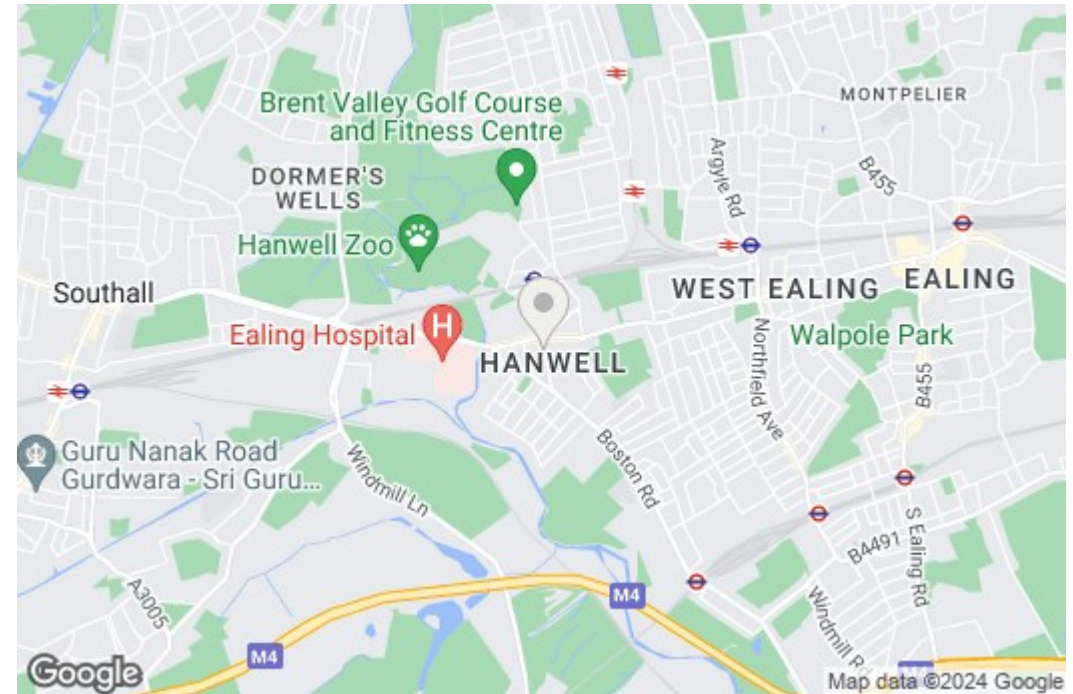 Brent Valley Golf Course
and Fitness Centre
MONTPELIER
Argyle Rd
B455
DORMER'S
WELLS
Hanwell Zoo
Southall
WEST EALING
EALING
Ealing Hospital
H
HANWELL
Walpole Park
Northfield Ave
B455
Guru Nanak Road
Gurdwara - Sri Guru...
Windmill Ln
Boston Rd
S Ealing Rd
B4491
A3005
M4
M4
Windmill R
M4
Google
Map data ©2024 Google